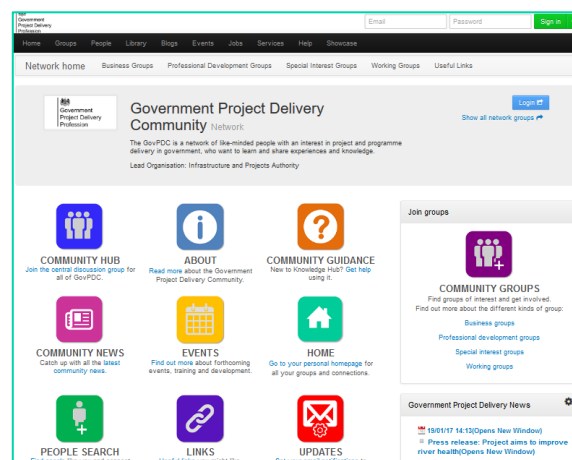 Government
Project Delivery
Profession
Email
Password
Sign in
Home Groups People Library Blogs Events Jobs Services Help Showcase
Network home Business Groups Professional Development Groups Special Interest Groups Working Groups Useful Links
Government
Project Delivery
Profession
Government Project Delivery
Community Network
The GovPDC is a network of like-minded people with an interest in project and programme
delivery in government, who want to learn and share experiences and knowledge.
Lead Organisation: Infrastructure and Projects Authority
Login
Show all network groups
COMMUNITY HUB
Join the central discussion group for
all of GovPDC.
ABOUT
Read more about the Government
Project Delivery Community.
COMMUNITY GUIDANCE
New to Knowledge Hub? Get help
using it.
COMMUNITY NEWS
Catch up with all the latest
community news.
EVENTS
Find out more about forthcoming
events, training and development.
HOME
Go to your personal homepage for
all your groups and connections.
PEOPLE SEARCH
LINKS
UPDATES
Join groups
COMMUNITY GROUPS
Find groups of interest and get involved.
Find out more about the different kinds of group:
Business groups
Professional development groups
Special interest groups
Working groups
Government Project Delivery News
19/01/17 14:13(Opens New Window)
Press release: Project aims to improve
river health(Opens New Window)